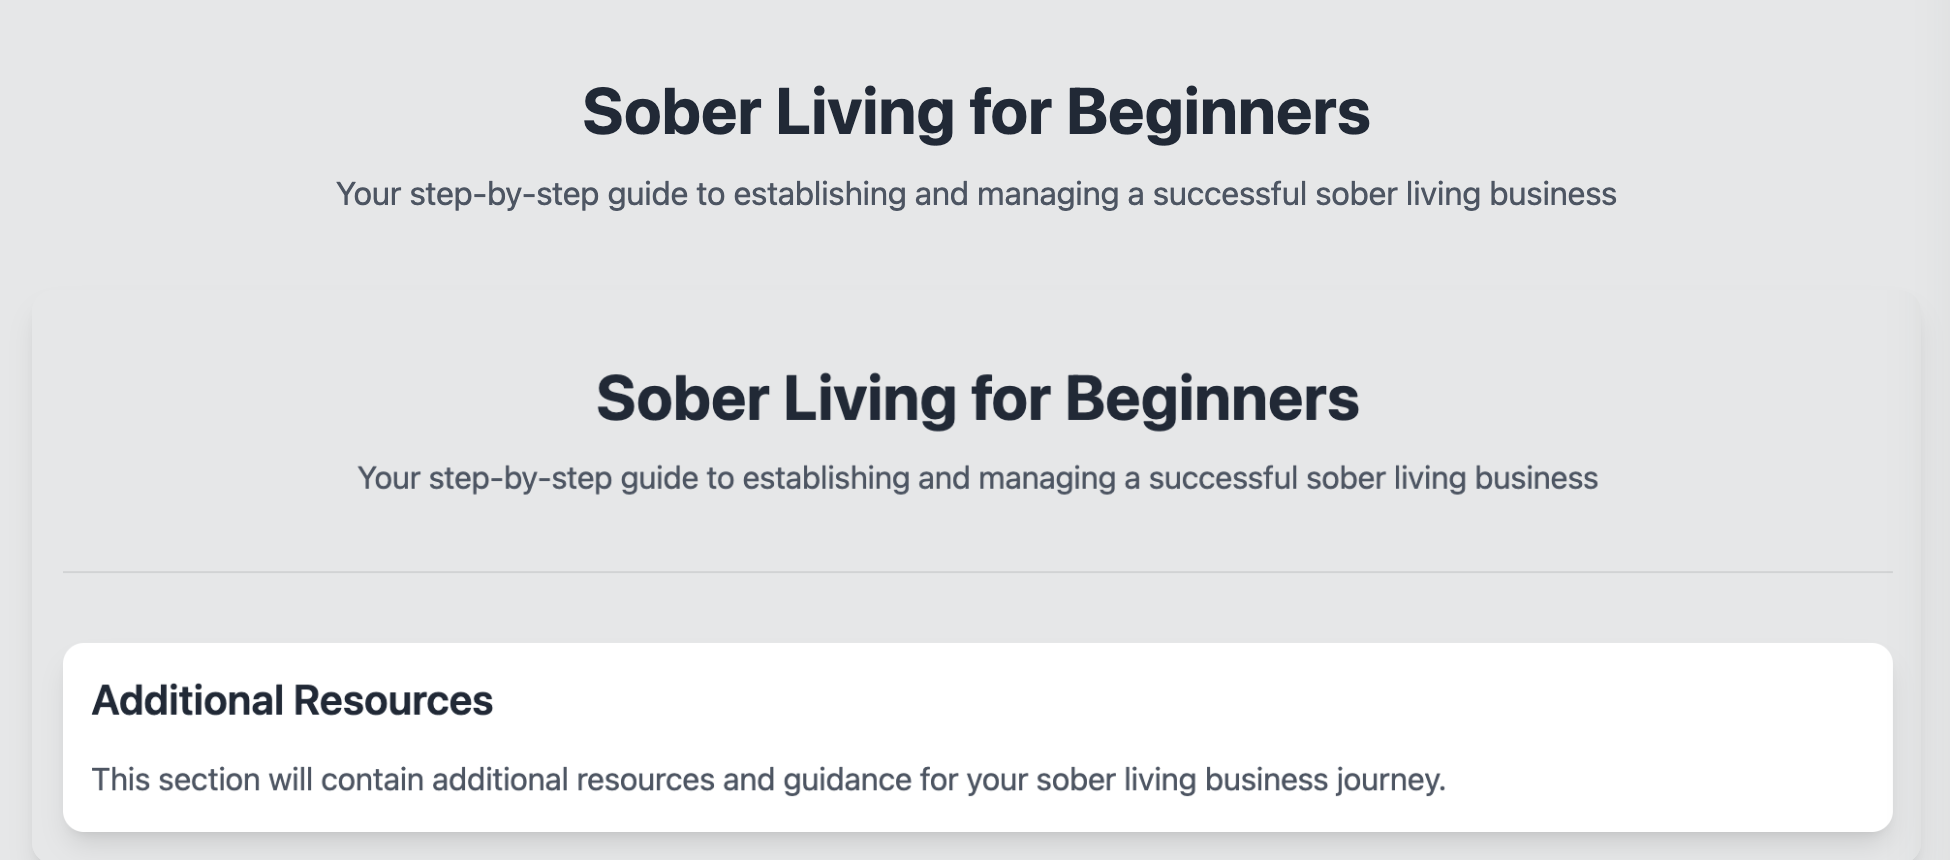 Sober Living for Beginners
Your step-by-step guide to establishing and managing a successful sober living business
Sober Living for Beginners
Your step-by-step guide to establishing and managing a successful sober living business
Additional Resources
This section will contain additional resources and guidance for your sober living business journey.